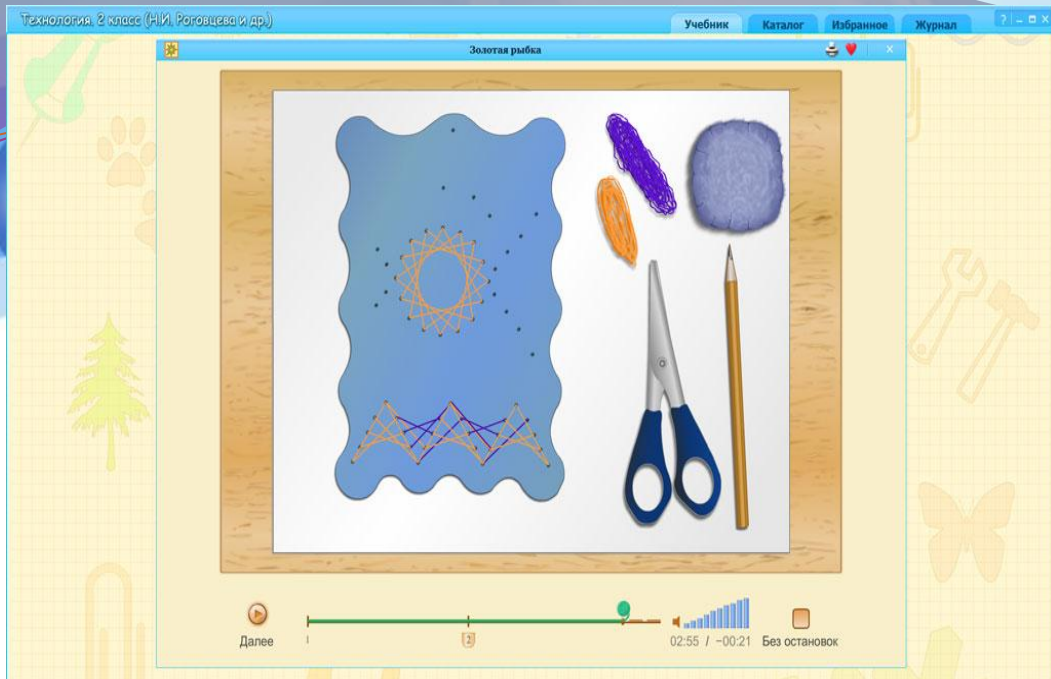 Технология. 2 класс (Н.И. Роговцева и др.)
Учебник
Каталог
Избранное
Журнал
Золотая рыбка
Далее
1
2
02:55 / −00:21
Без остановок